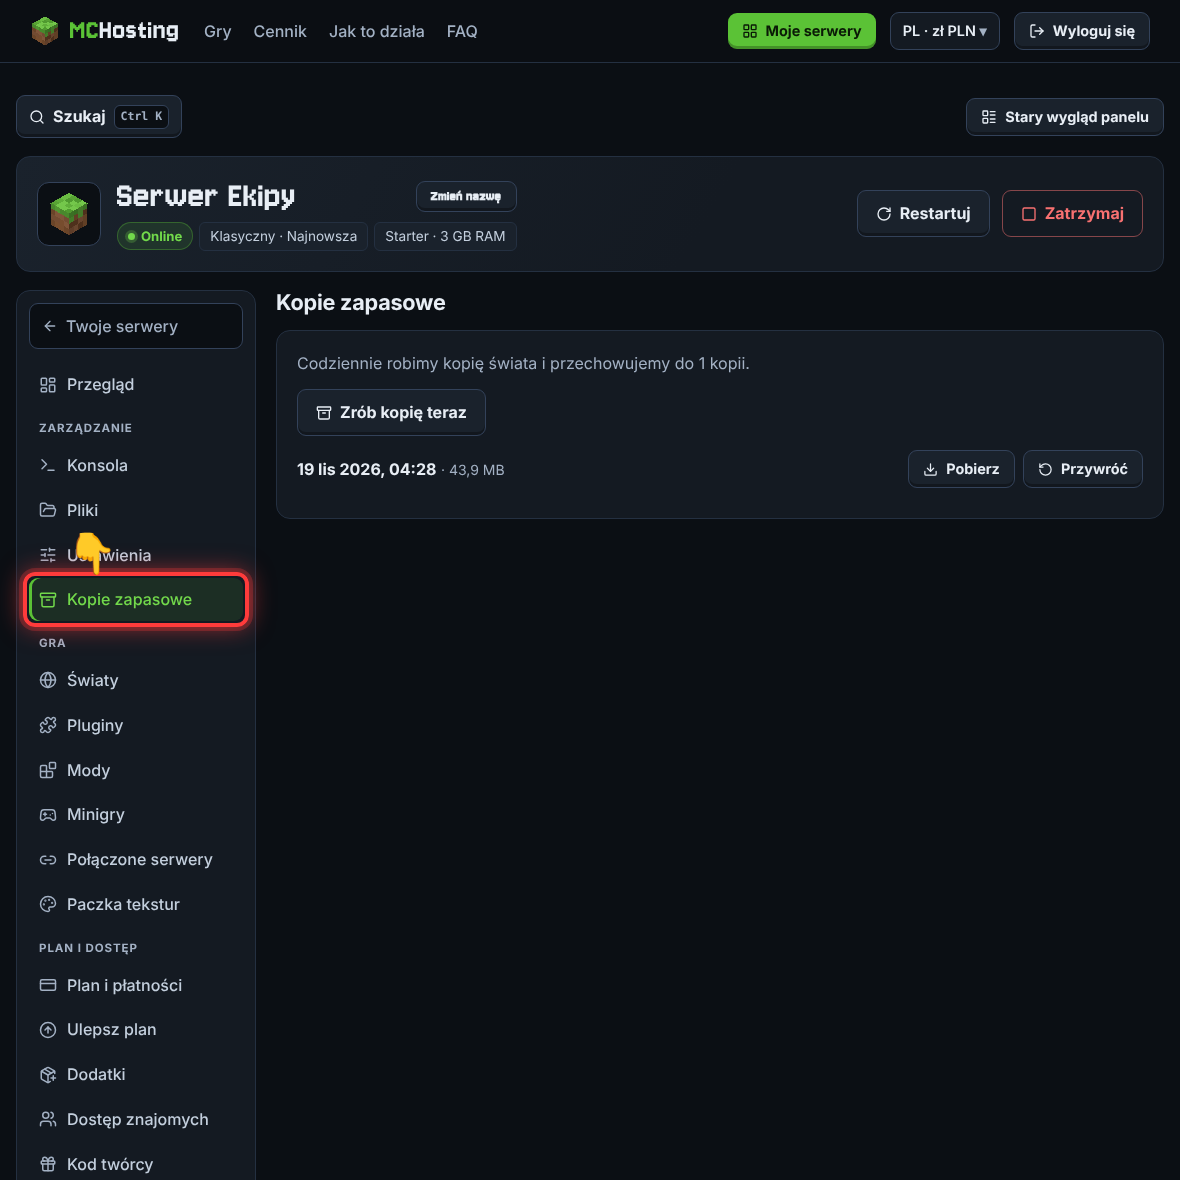 MCHosting
Gry
Cennik
Jak to działa
FAQ
Moje serwery
PL · zł PLN ▾
Wyloguj się
Szukaj
Ctrl K
Stary wygląd panelu
Serwer Ekipy
Zmień nazwę
Online
Klasyczny · Najnowsza
Starter · 3 GB RAM
Restartuj
Zatrzymaj
Twoje serwery
Przegląd
ZARZĄDZANIE
Konsola
Pliki
Kopie zapasowe
GRA
Światy
Pluginy
Mody
Minigry
Połączone serwery
Paczka tekstur
PLAN I DOSTĘP
Plan i płatności
Ulepsz plan
Dodatki
Dostęp znajomych
Kod twórcy
Kopie zapasowe
Codziennie robimy kopię świata i przechowujemy do 1 kopii.
Zrób kopię teraz
19 lis 2026, 04:28 · 43,9 MB
Pobierz
Przywróć